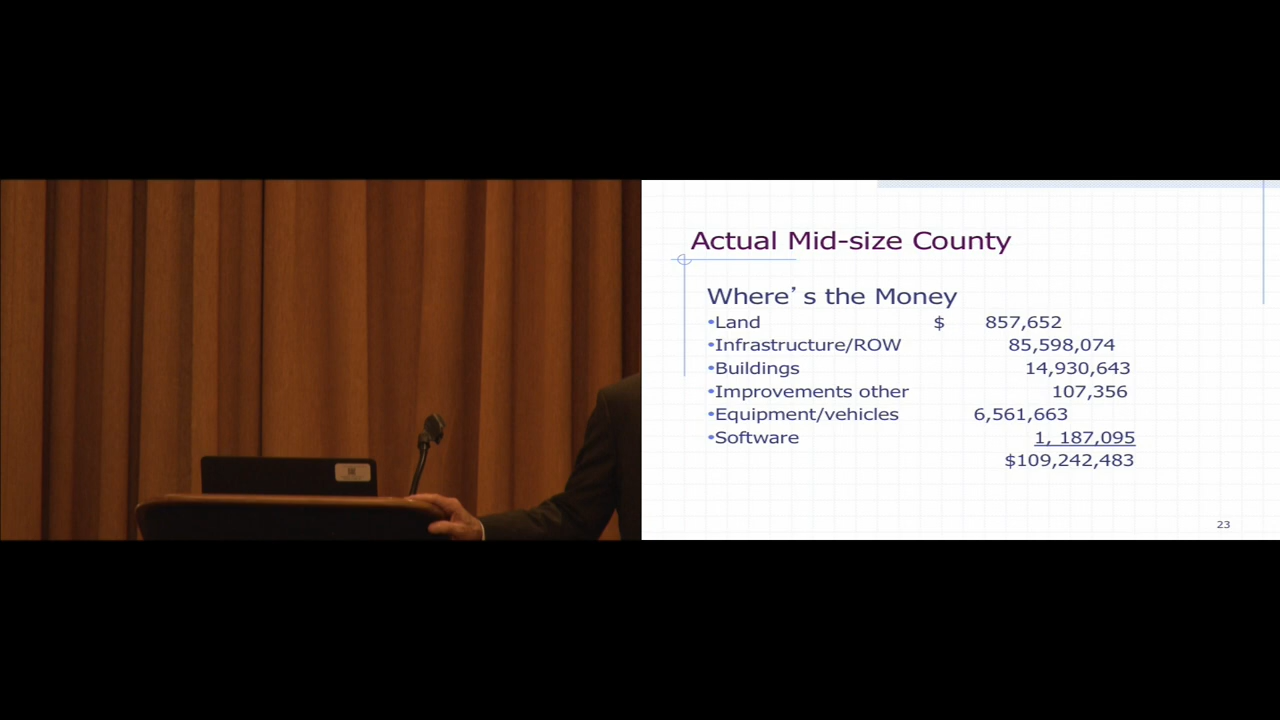 Actual Mid-size County
Where's the Money
•Land $ 857,652
•Infrastructure/ROW 85,598,074
•Buildings 14,930,643
•Improvements other 107,356
•Equipment/vehicles 6,561,663
•Software 1, 187,095
$109,242,483
23